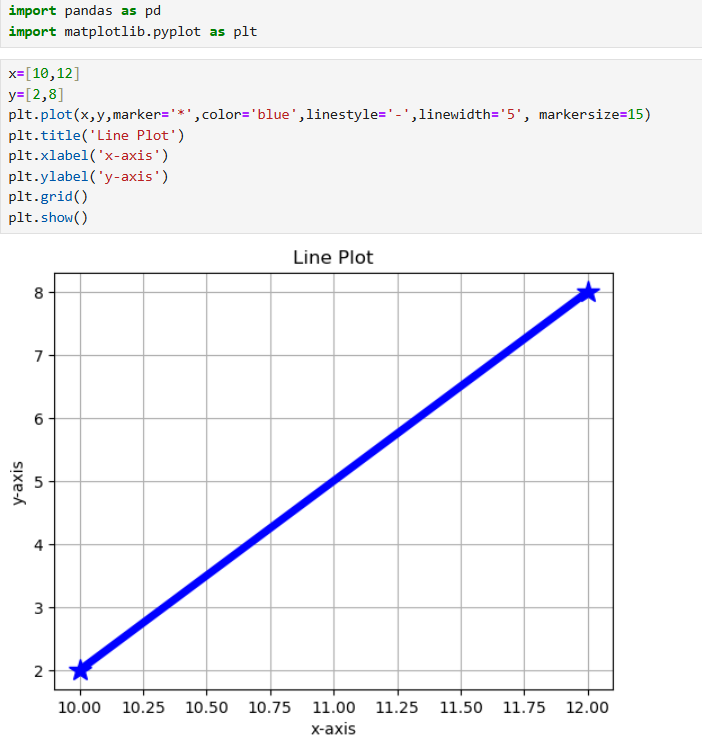 import pandas as pd
import matplotlib.pyplot as plt
x=[10,12]
y=[2,8]
plt.plot(x,y,marker='*',color='blue',linestyle='-',linewidth='5', markersize=15)
plt.title('Line Plot')
plt.xlabel('x-axis')
plt.ylabel('y-axis')
plt.grid()
plt.show()
Line Plot
8
7
6
5
4
3
2
y-axis
10.00 10.25 10.50 10.75 11.00 11.25 11.50 11.75 12.00
x-axis